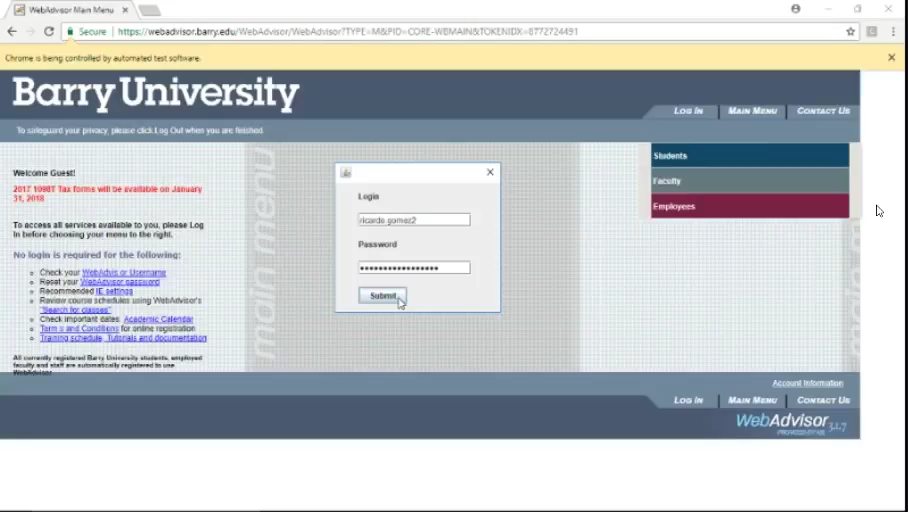 WebAdvisor Main Menu
Secure
https://webadvisor.barry.edu/WebAdvisor/WebAdvisor?TYPE=M&PID=CORE-WBMAIN&TOKENIDX=8772724491
Chrome is being controlled by automated test software.
Barry University
LOG IN
MAIN MENU
CONTACT US
To safeguard your privacy, please click Log Out when you are finished.
main menu
Students
Faculty
Employees
Welcome Guest!
2017 1098T Tax forms will be available on January
31, 2018
To access all services available to you, please Log
In before choosing your menu to the right.
No login is required for the following:
Check your WebAdvisor Username
Reset your WebAdvisor password
Recommended IE settings
Review course schedules using WebAdvisor's
"Search for classes"
Check important dates: Academic Calendar
Terms and Conditions for online registration
Training schedule, Tutorials and documentation
All currently registered Barry University students, employed
faculty and staff are automatically registered to use
WebAdvisor
Login
ricardo.gomez2
Password
Submit
Account Information
LOG IN
MAIN MENU
CONTACT US
WebAdvisor 3.1.7